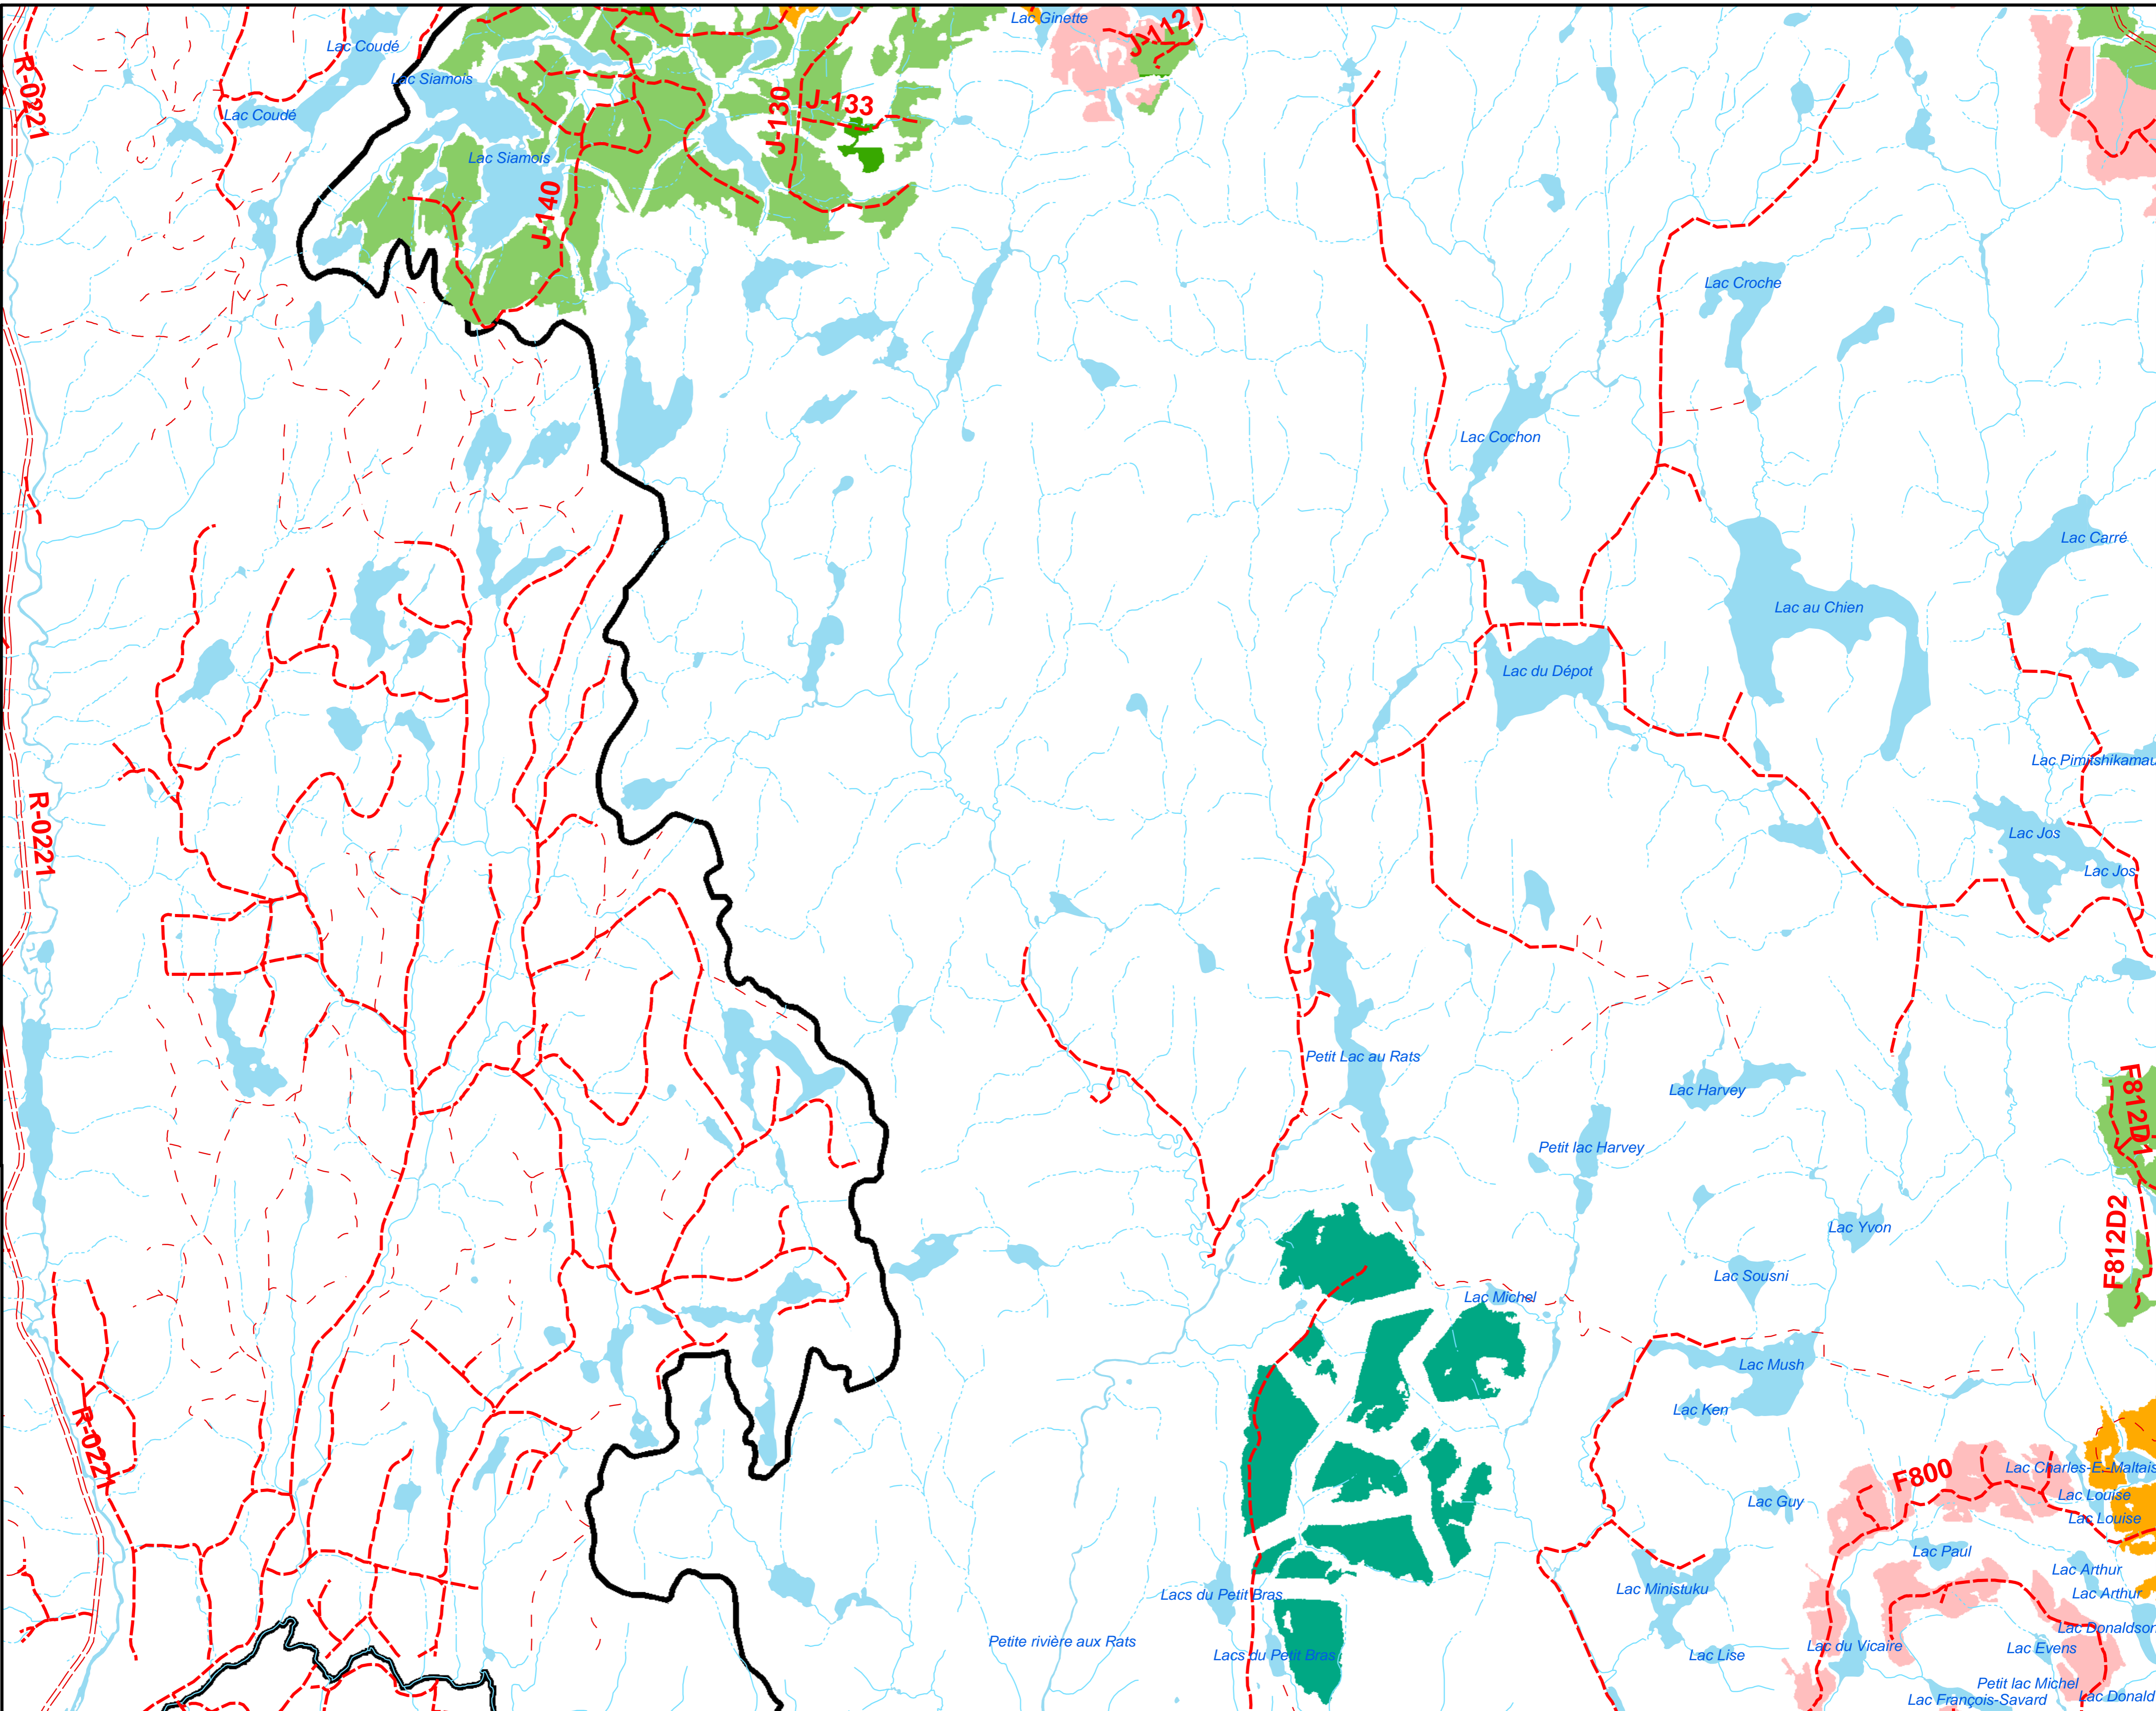 Lac Ginette
J-112
Lac Coudé
Lac Siamois
R-0221
Lac Coudé
J-130
J-133
Lac Siamois
J-140
Lac Croche
Lac Cochon
Lac Carré
Lac au Chien
Lac du Dépot
Lac Pimitshikamau
R-0221
Lac Jos
Lac Jos
Petit Lac au Rats
Lac Harvey
F812D1
Petit lac Harvey
Lac Yvon
F812D2
Lac Sousni
Lac Michel
Lac Mush
Lac Ken
R-0221
F800
Lac Charles-E.-Maltais
Lac Louise
Lac Guy
Lac Louise
Lac Paul
Lac Arthur
Lac Ministuku
Lacs du Petit Bras
Lac Arthur
Lac Donaldson
Petite rivière aux Rats
Lac du Vicaire
Lac Evens
Lacs du Petit Bras
Lac Lise
Petit lac Michel
Lac François-Savard
Lac Donald